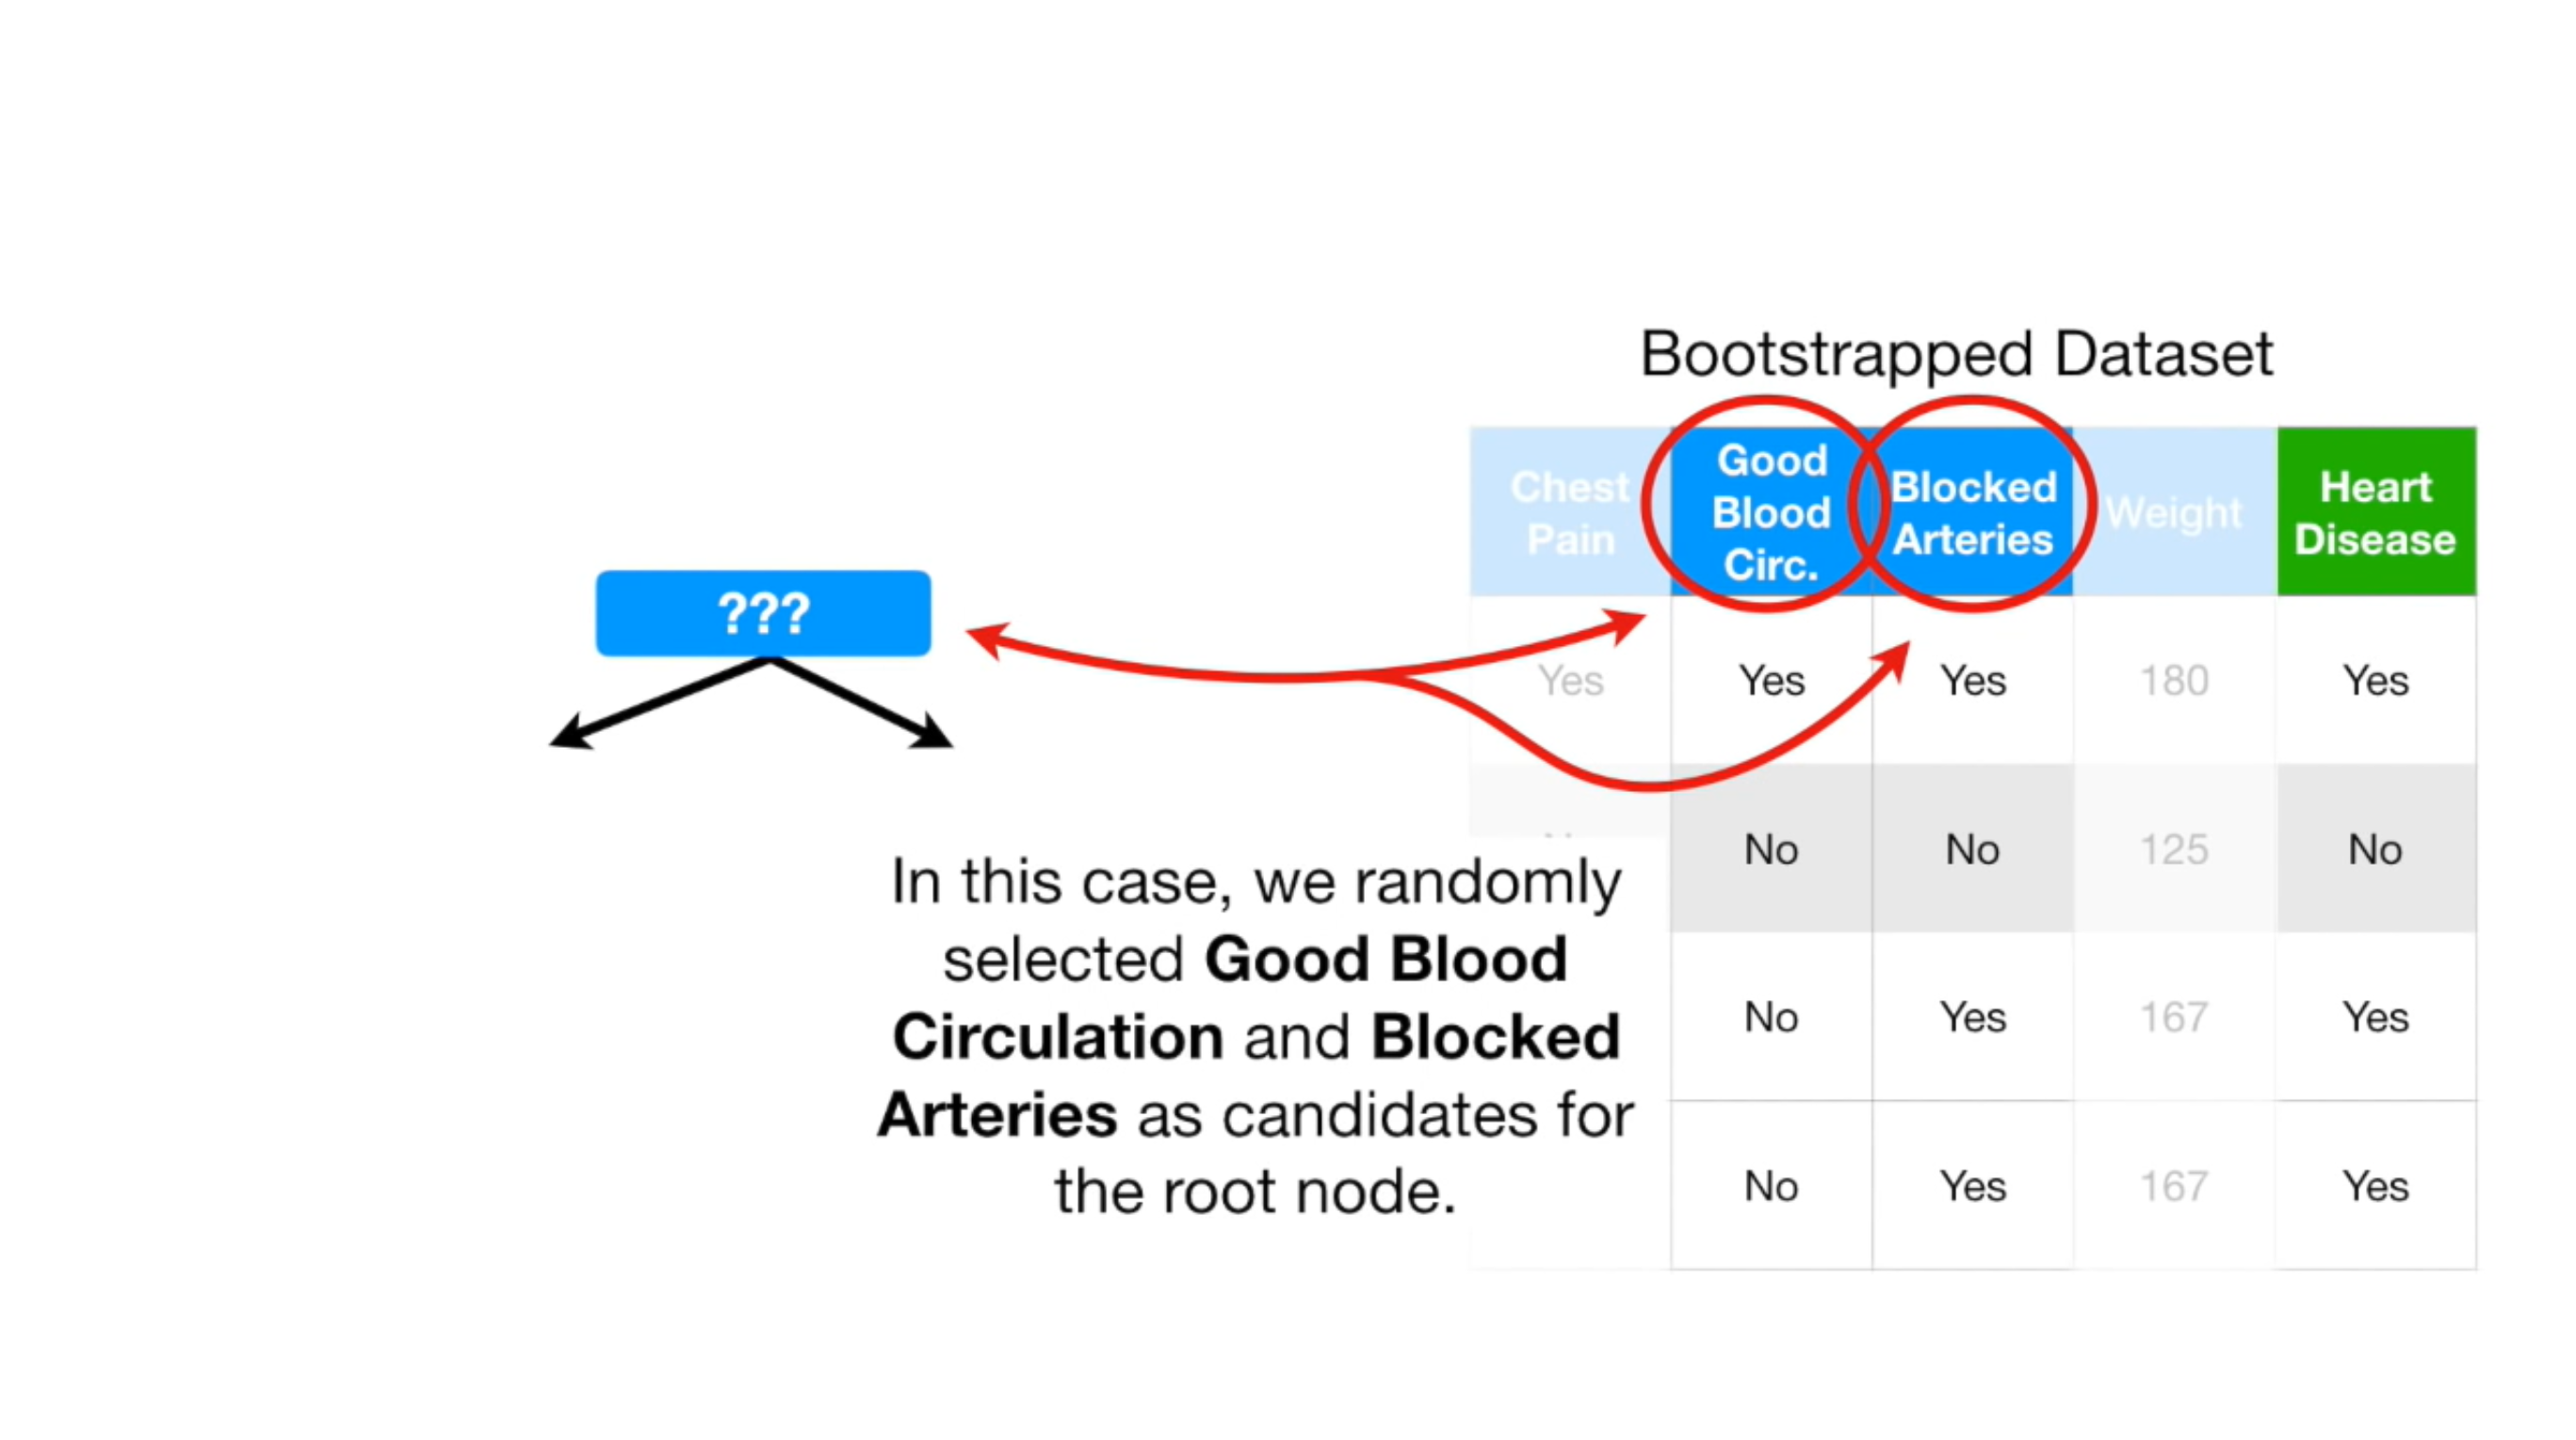 Bootstrapped Dataset
Chest Pain
Good Blood Circ.
Blocked Arteries
Weight
Heart Disease
???
Yes Yes Yes 180 Yes
No No 125 No
No Yes 167 Yes
No Yes 167 Yes
In this case, we randomly
selected Good Blood
Circulation and Blocked
Arteries as candidates for
the root node.